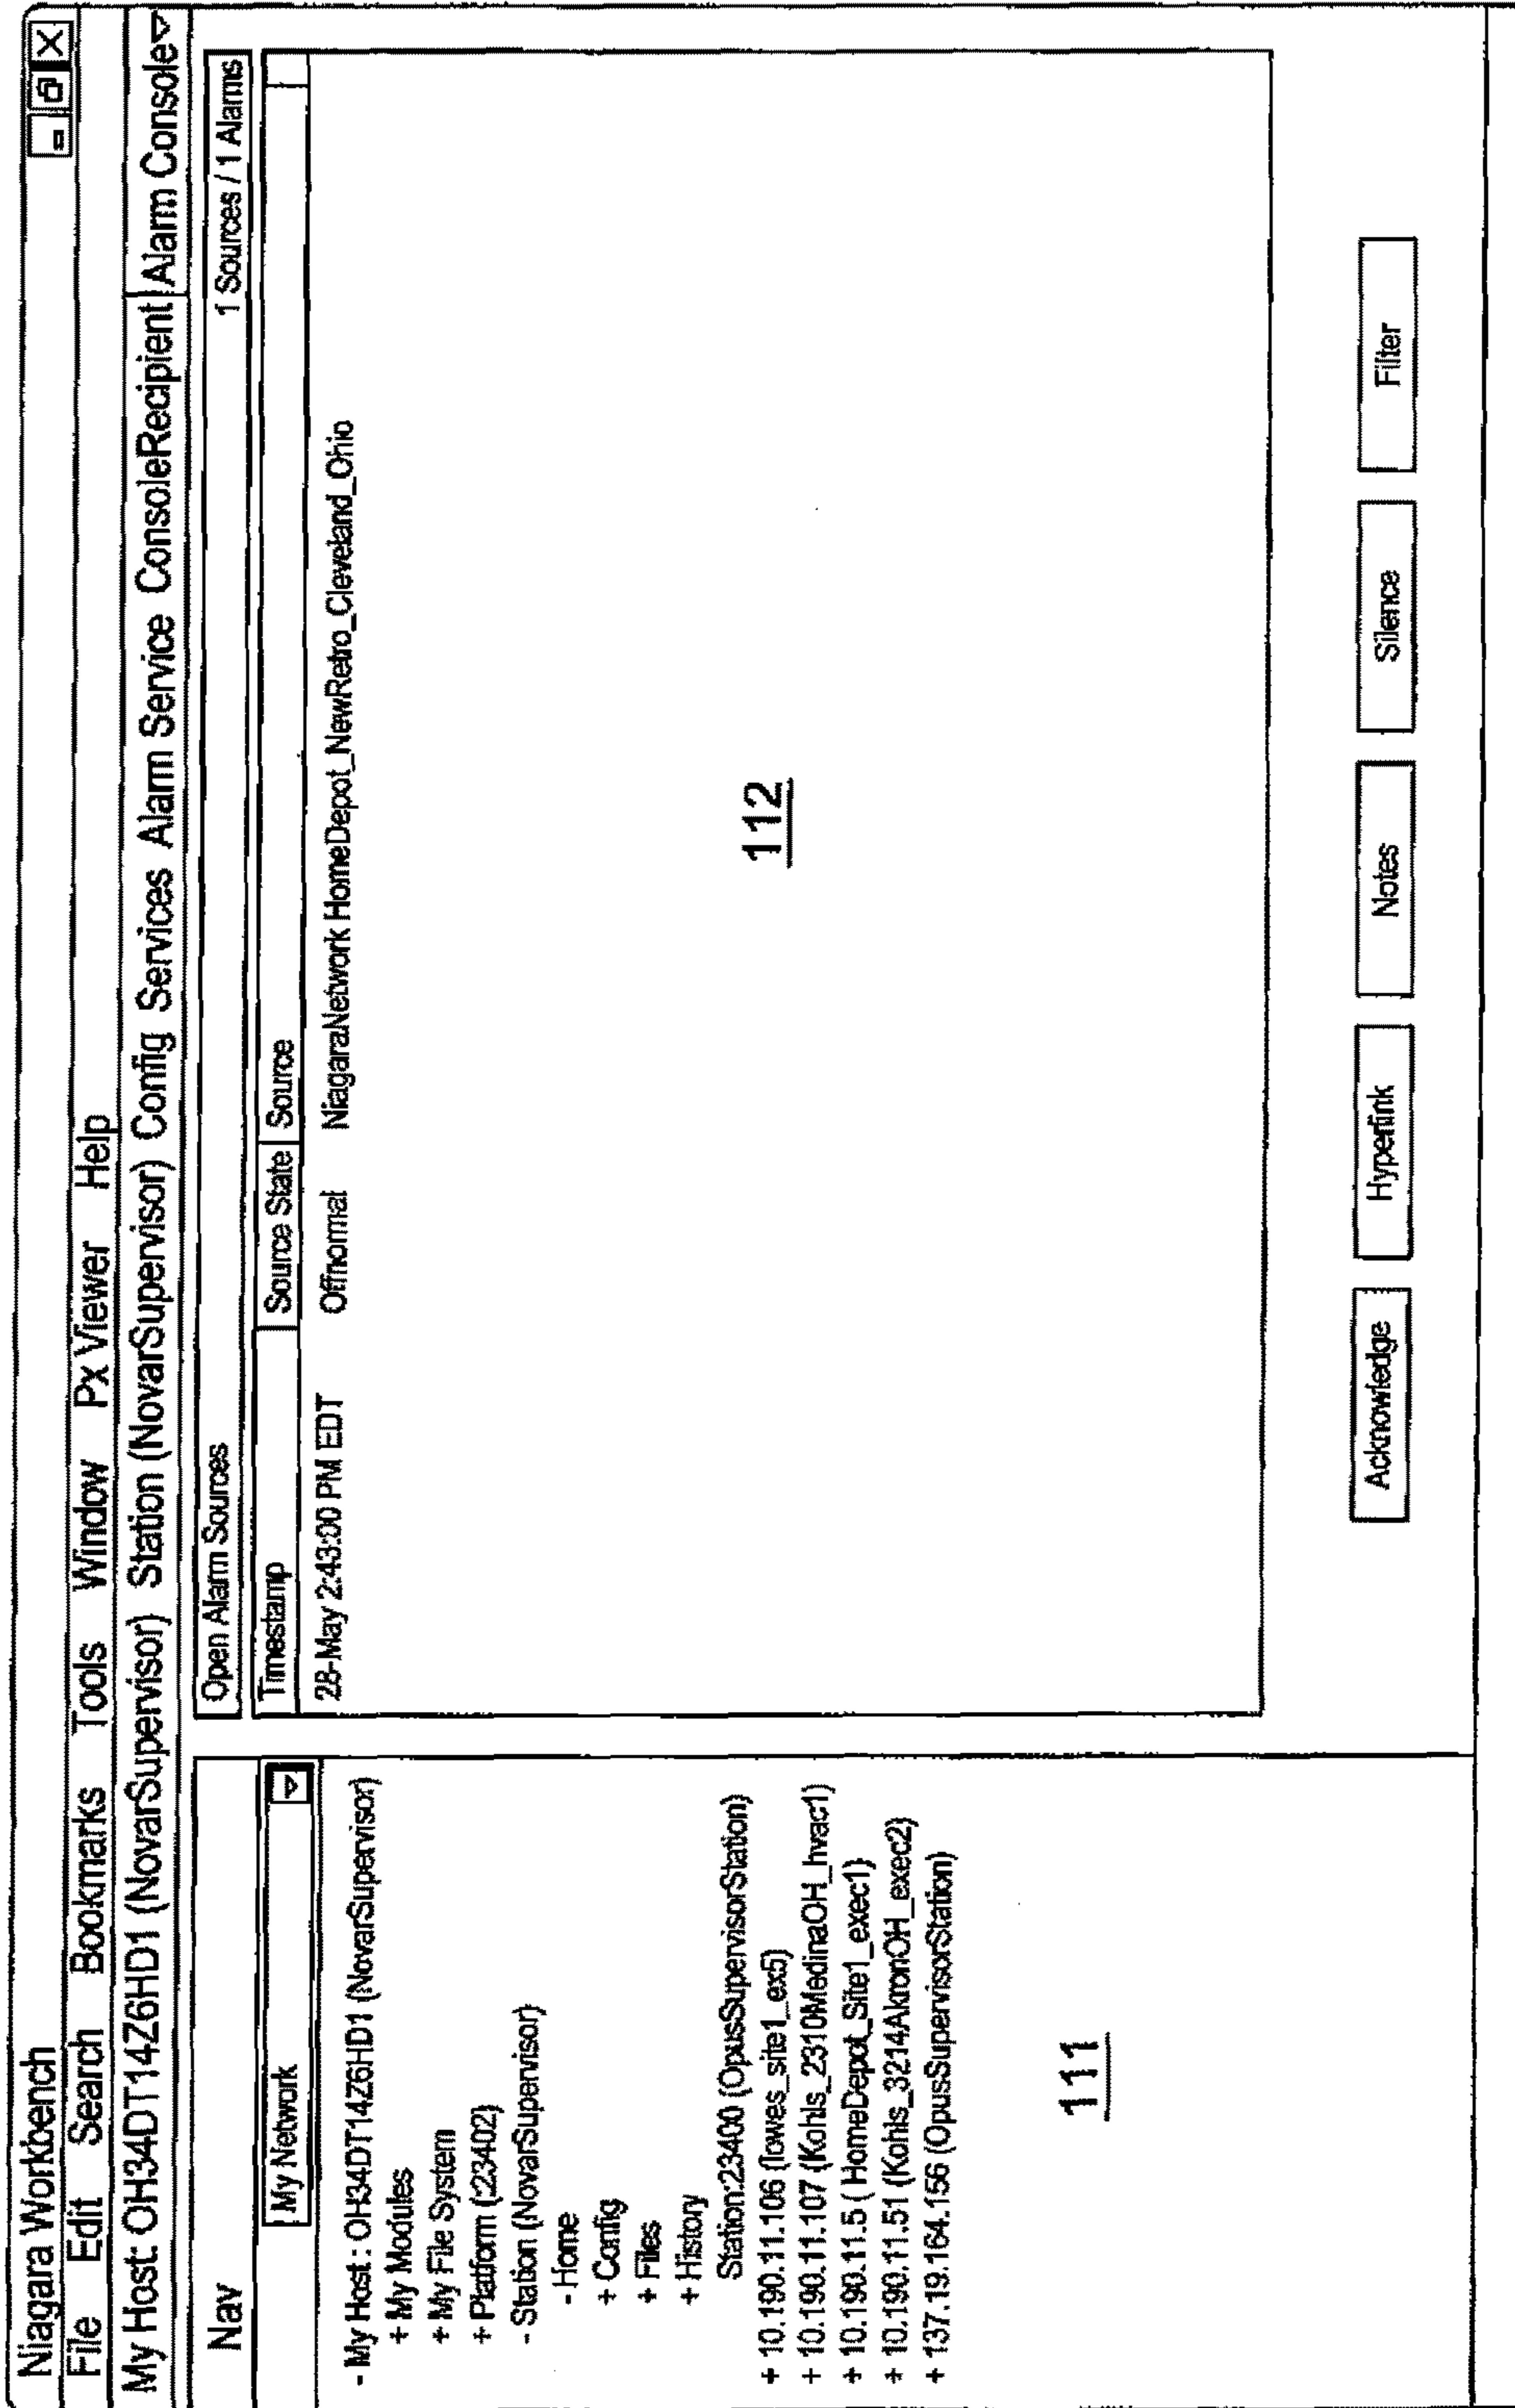 Niagara Workbench
File Edit Search Bookmarks Tools Window Px Viewer Help
My Host: OH34DT14Z6HD1 (NovarSupervisor) Station (NovarSupervisor) Config Services Alarm Service ConsoleRecipient Alarm Console
Nav
My Network
- My Host : OH34DT14Z6HD1 (NovarSupervisor)
+ My Modules
+ My File System
+ Platform (:23402)
- Station (NovarSupervisor)
- Home
+ Config
+ Files
+ History
Station:23400 (OpusSupervisorStation)
+ 10.190.11.106 (lowes_site1_ex5)
+ 10.190.11.107 (Kohls_2310MedinaOH_hvac1)
+ 10.190.11.5 ( HomeDepot_Site1_exec1)
+ 10.190.11.51 (Kohls_3214AkronOH_exec2)
+ 137.19.164.156 (OpusSupervisorStation)
111
Open Alarm Sources 1 Sources / 1 Alarms
Timestamp Source State Source
28-May 2:43:00 PM EDT Offnormal NiagaraNetwork HomeDepot_NewRetro_Cleveland_Ohio
112
Acknowledge Hyperlink Notes Silence Filter